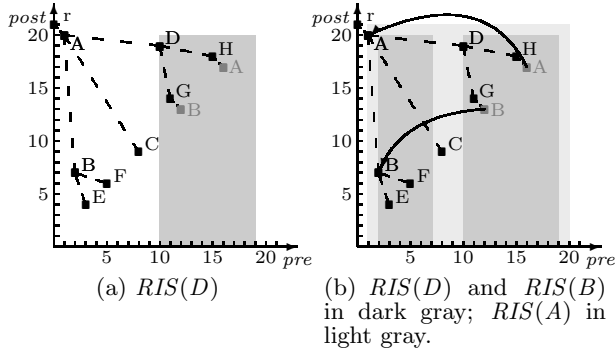 post r post r
20 A D H A 20 A D H A
15 G B 15 G B
10 C 10 C
B F E B F E
5 5
5 10 15 20 pre 5 10 15 20 pre
(a) RIS(D)
(b) RIS(D) and RIS(B)
in dark gray; RIS(A) in
light gray.